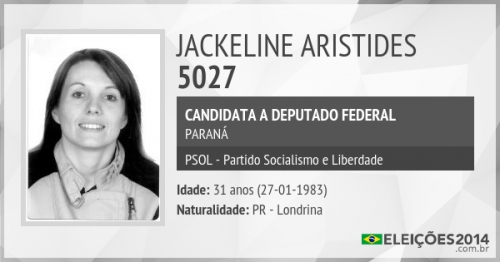 JACKELINE ARISTIDES
5027
CANDIDATA A DEPUTADO FEDERAL
PARANÁ
PSOL - Partido Socialismo e Liberdade
Idade: 31 anos (27-01-1983)
Naturalidade: PR - Londrina
ELEIÇÕES2014
.com.br